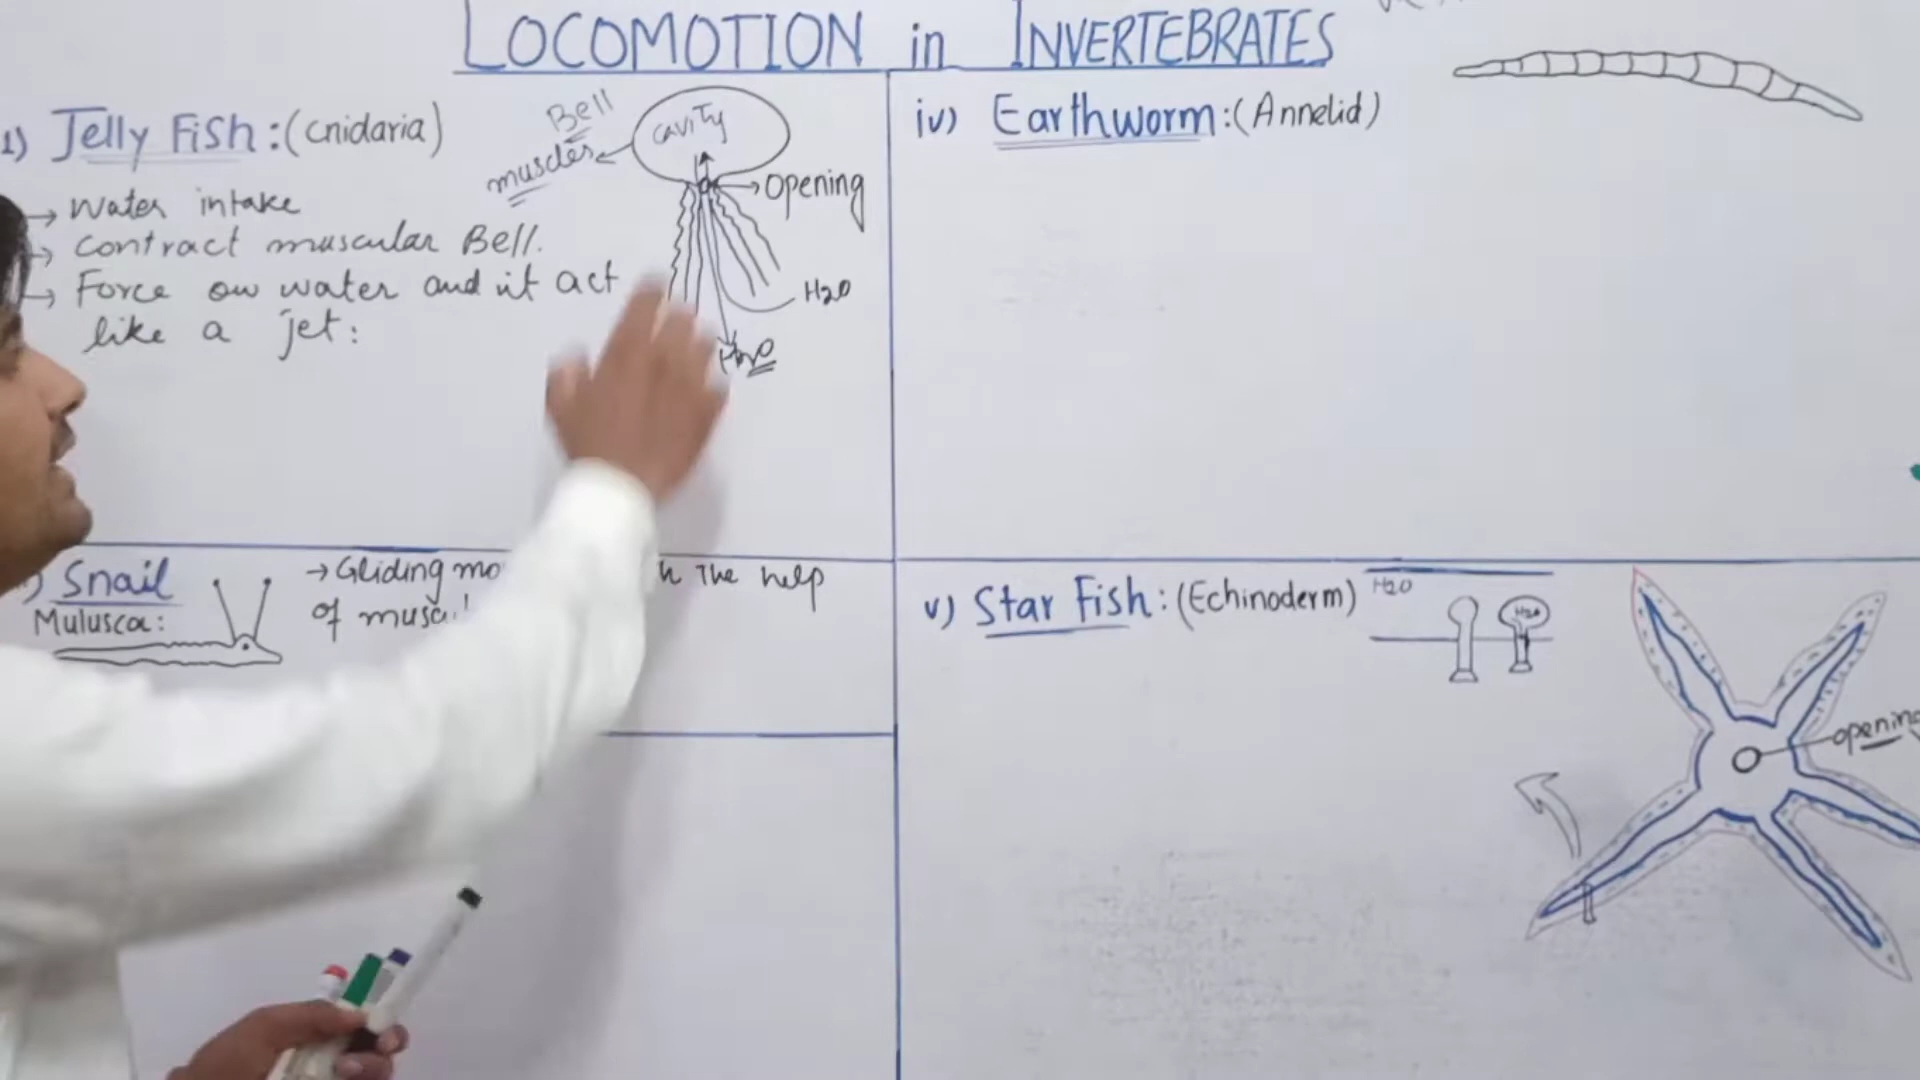 LOCOMOTION in INVERTEBRATES
1) Jelly Fish: (cnidaria)
→ Water intake
→ Contract muscular Bell.
→ Force on water and it act
like a jet:
Bell
muscles
cavity
Opening
H2O
H2O
Snail
Mulusca:
→ Gliding The help
of
iv) Earthworm: (Annelid)
v) Star Fish: (Echinoderm)
H2O
H2O
opening